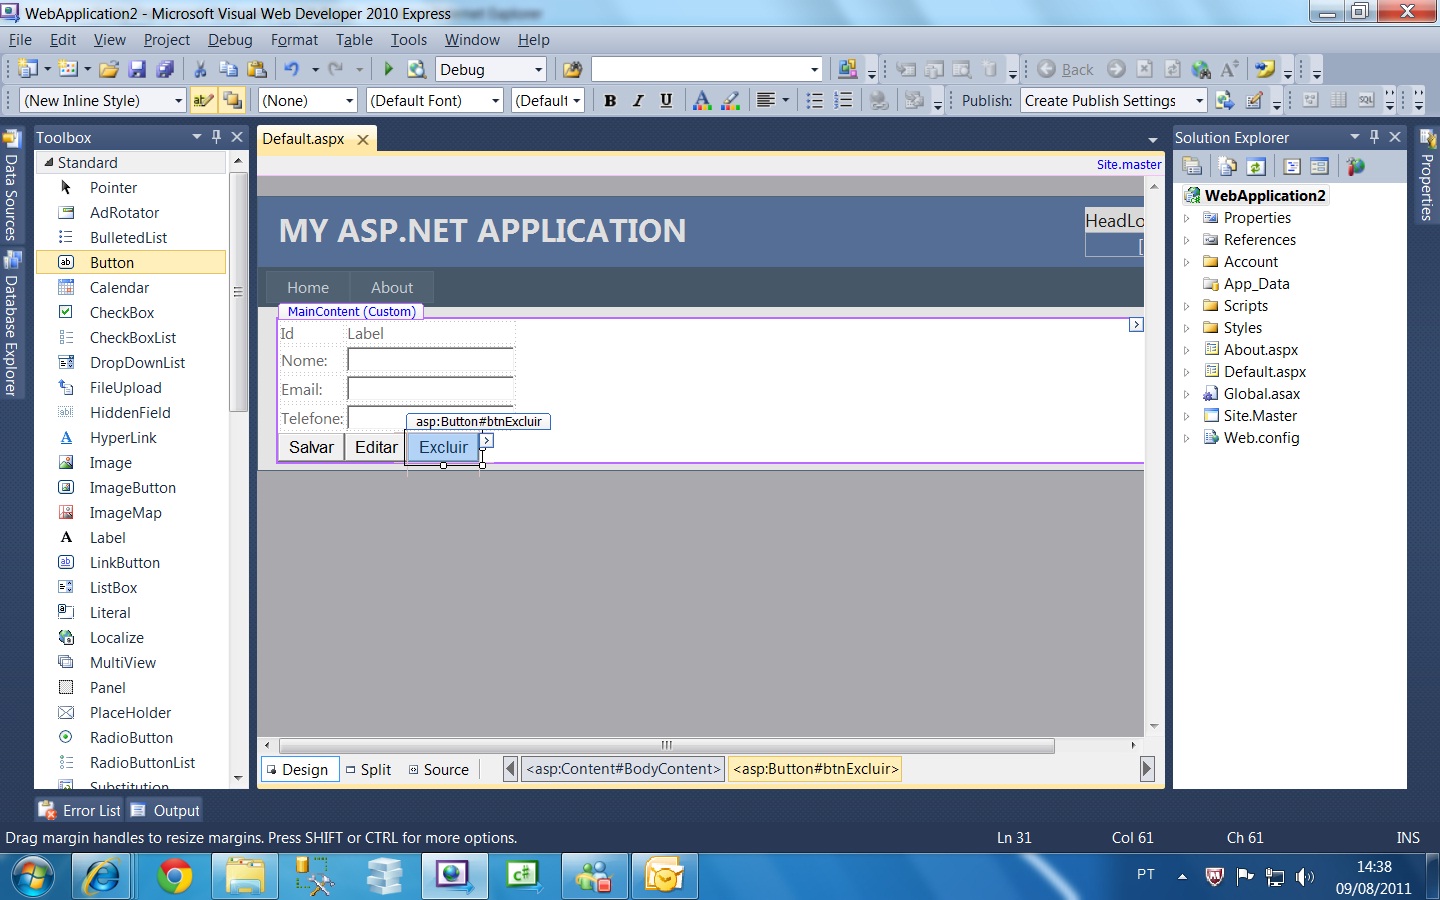 WebApplication2 - Microsoft Visual Web Developer 2010 Express
File Edit View Project Debug Format Table Tools Window Help
Debug
Back
(New Inline Style) (None) (Default Font) (Default B I U Publish: Create Publish Settings
Data Sources
Database Explorer
Toolbox
Standard
Pointer
AdRotator
BulletedList
Button
Calendar
CheckBox
CheckBoxList
DropDownList
FileUpload
HiddenField
HyperLink
Image
ImageButton
ImageMap
Label
LinkButton
ListBox
Literal
Localize
MultiView
Panel
PlaceHolder
RadioButton
RadioButtonList
Substitution
Default.aspx
Site.master
MY ASP.NET APPLICATION
HeadLo
[
Home About
MainContent (Custom)
Id Label
Nome:
Email:
Telefone:
asp:Button#btnExcluir
Salvar Editar Excluir
Design Split Source <asp:Content#BodyContent> <asp:Button#btnExcluir>
Solution Explorer
WebApplication2
Properties
References
Account
App_Data
Scripts
Styles
About.aspx
Default.aspx
Global.asax
Site.Master
Web.config
Properties
Error List Output
Drag margin handles to resize margins. Press SHIFT or CTRL for more options. Ln 31 Col 61 Ch 61 INS
PT 14:38
09/08/2011